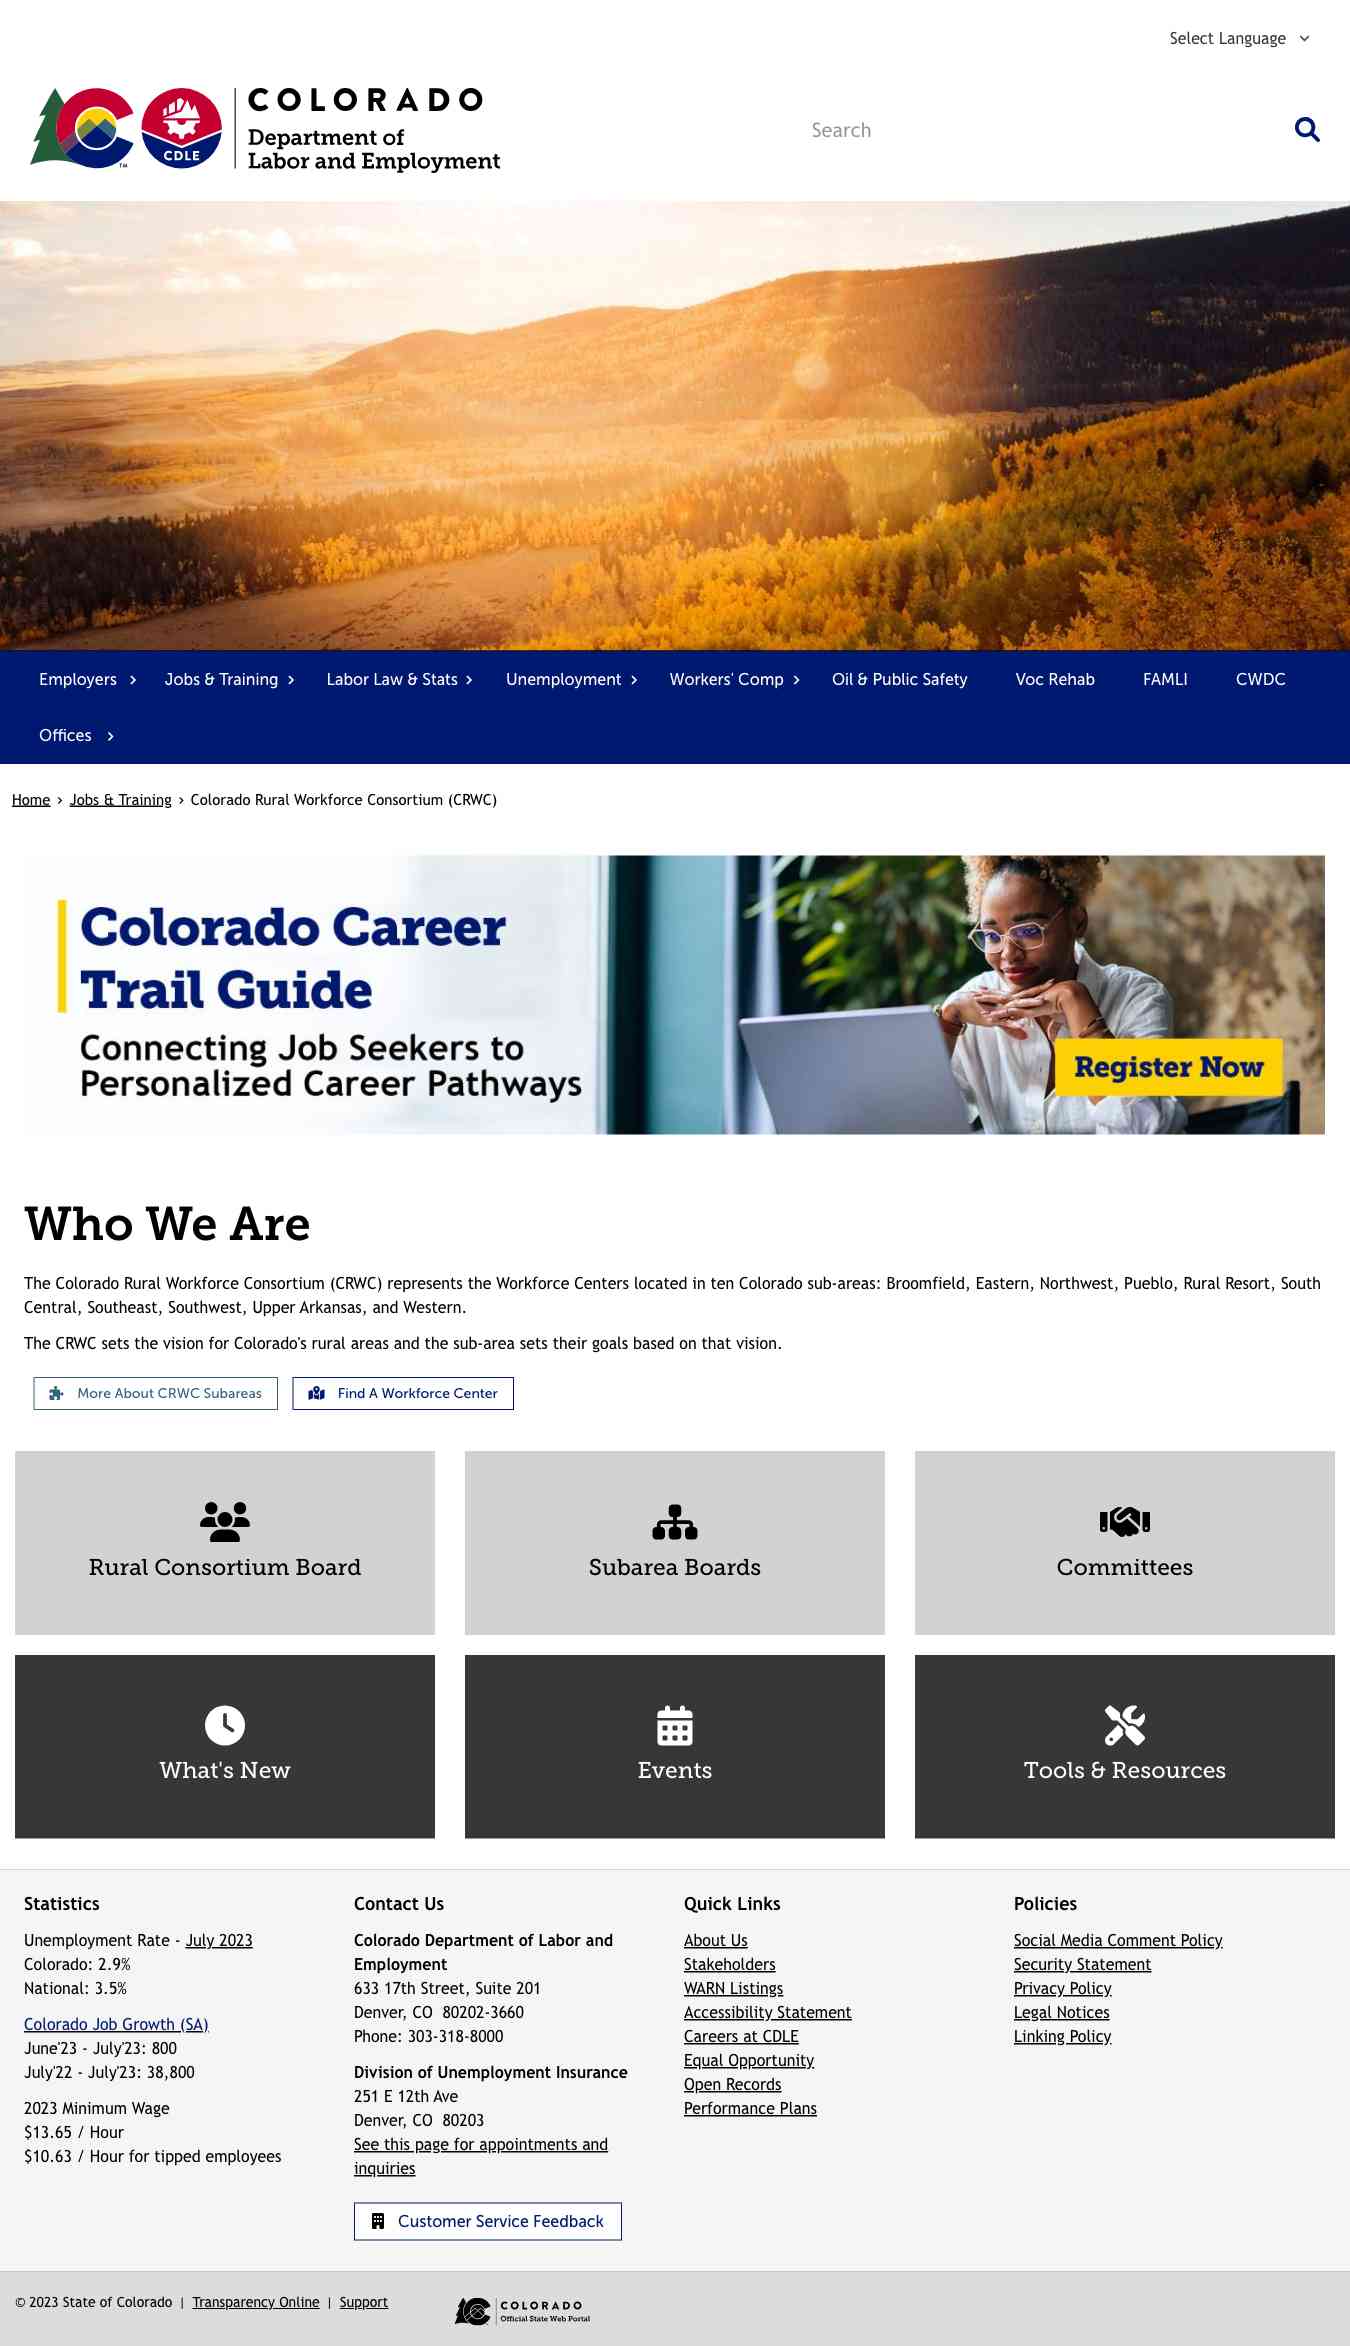 Select Language
COLORADO
Department of
Labor and Employment
CDLE
TM
Search
Employers
Jobs & Training
Labor Law & Stats
Unemployment
Workers' Comp
Oil & Public Safety
Voc Rehab
FAMLI
CWDC
Offices
Home › Jobs & Training › Colorado Rural Workforce Consortium (CRWC)
Colorado Career
Trail Guide
Connecting Job Seekers to
Personalized Career Pathways
Register Now
Who We Are
The Colorado Rural Workforce Consortium (CRWC) represents the Workforce Centers located in ten Colorado sub-areas: Broomfield, Eastern, Northwest, Pueblo, Rural Resort, South
Central, Southeast, Southwest, Upper Arkansas, and Western.
The CRWC sets the vision for Colorado's rural areas and the sub-area sets their goals based on that vision.
More About CRWC Subareas
Find A Workforce Center
Rural Consortium Board
Subarea Boards
Committees
What's New
Events
Tools & Resources
Statistics
Unemployment Rate - July 2023
Colorado: 2.9%
National: 3.5%
Colorado Job Growth (SA)
June'23 - July'23: 800
July'22 - July'23: 38,800
2023 Minimum Wage
$13.65 / Hour
$10.63 / Hour for tipped employees
Contact Us
Colorado Department of Labor and
Employment
633 17th Street, Suite 201
Denver, CO  80202-3660
Phone: 303-318-8000
Division of Unemployment Insurance
251 E 12th Ave
Denver, CO  80203
See this page for appointments and
inquiries
Customer Service Feedback
Quick Links
About Us
Stakeholders
WARN Listings
Accessibility Statement
Careers at CDLE
Equal Opportunity
Open Records
Performance Plans
Policies
Social Media Comment Policy
Security Statement
Privacy Policy
Legal Notices
Linking Policy
© 2023 State of Colorado | Transparency Online | Support
COLORADO
Official State Web Portal